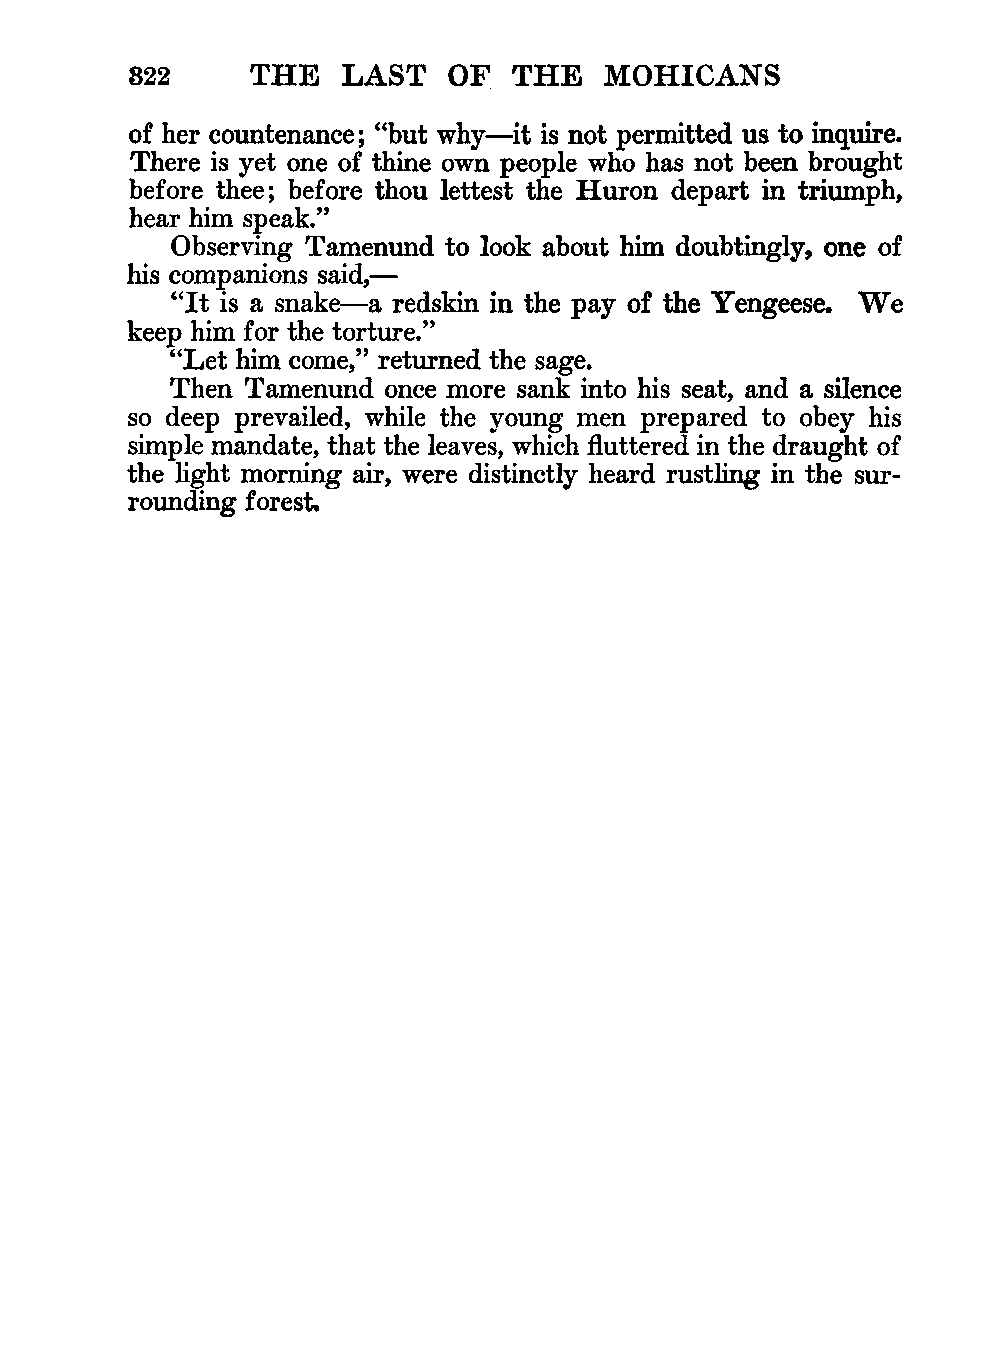 322 THE LAST OF THE MOHICANS
of her countenance; “but why—it is not permitted us to inquire.
There is yet one of thine own people who has not been brought
before thee; before thou lettest the Huron depart in triumph,
hear him speak.”
Observing Tamenund to look about him doubtingly, one of
his companions said,—
“It is a snake—a redskin in the pay of the Yengeese. We
keep him for the torture.”
“Let him come,” returned the sage.
Then Tamenund once more sank into his seat, and a silence
so deep prevailed, while the young men prepared to obey his
simple mandate, that the leaves, which fluttered in the draught of
the light morning air, were distinctly heard rustling in the sur-
rounding forest.